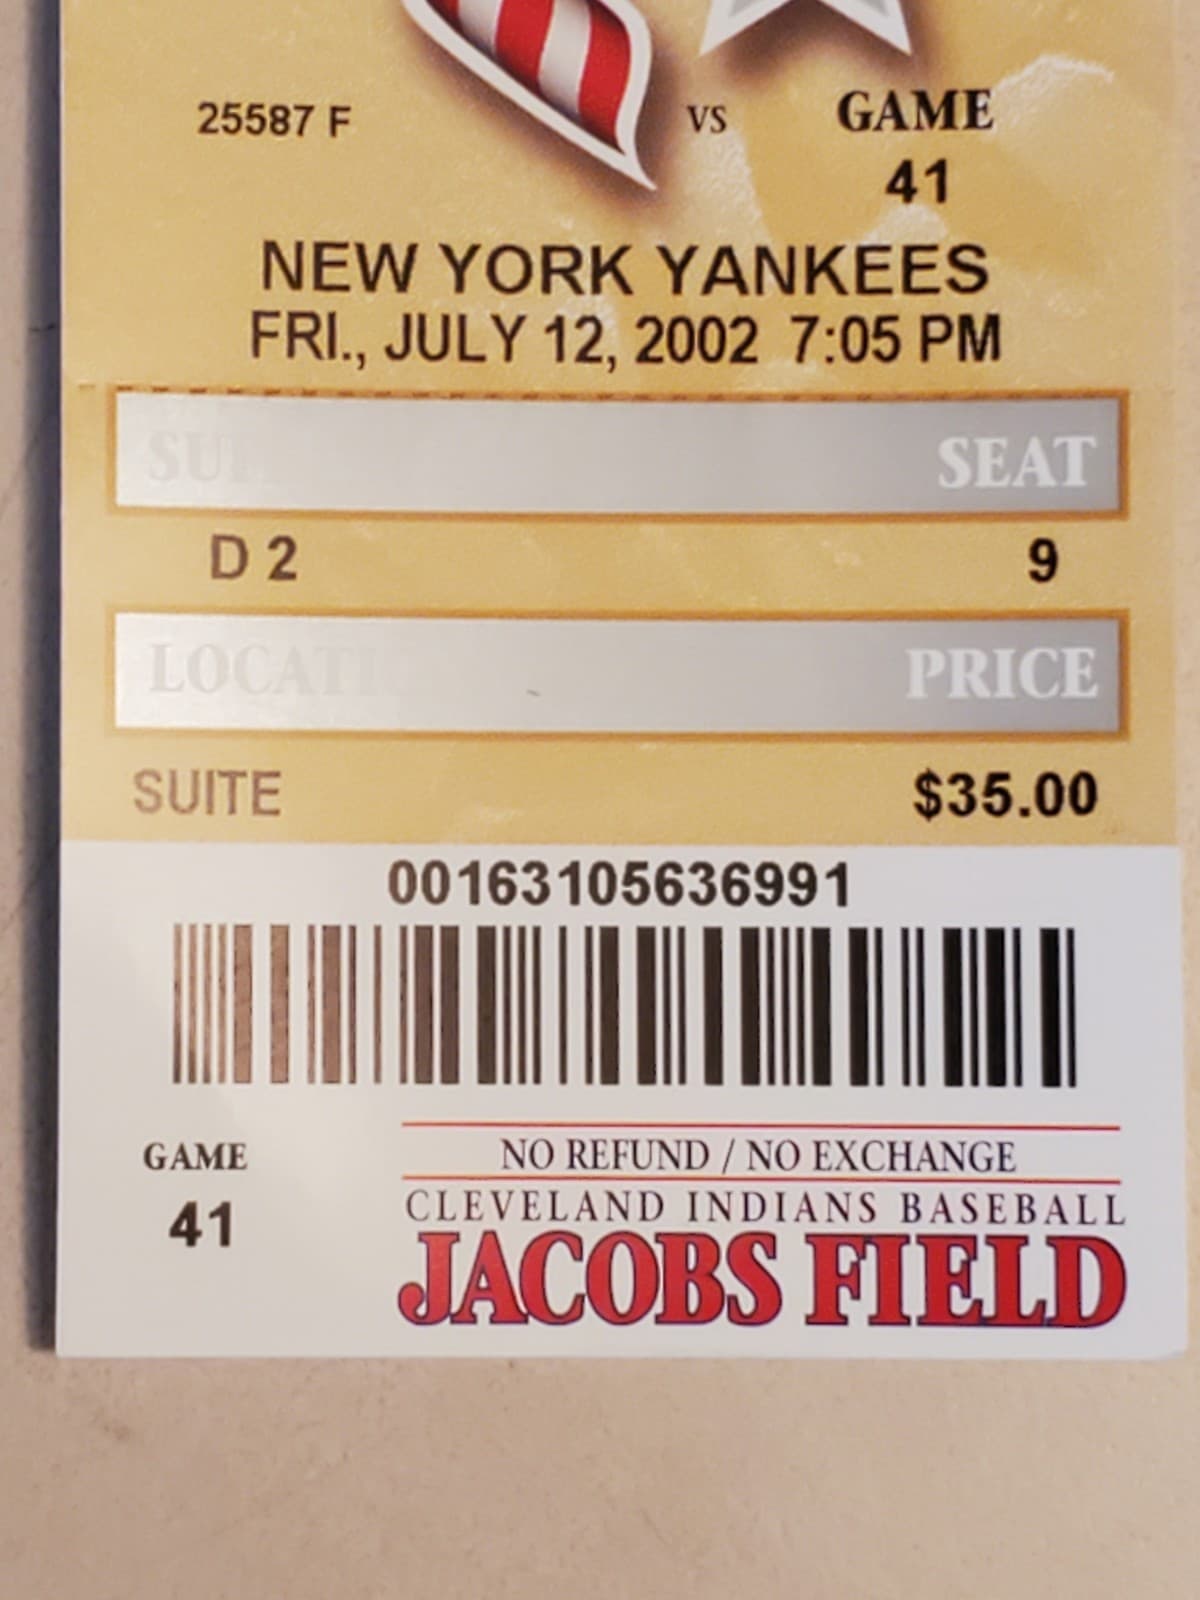 25587 F
VS
GAME
41
NEW YORK YANKEES
FRI., JULY 12, 2002 7:05 PM
SEAT
D 2 9
PRICE
SUITE $35.00
00163105636991
GAME
41
NO REFUND / NO EXCHANGE
CLEVELAND INDIANS BASEBALL
JACOBS FIELD